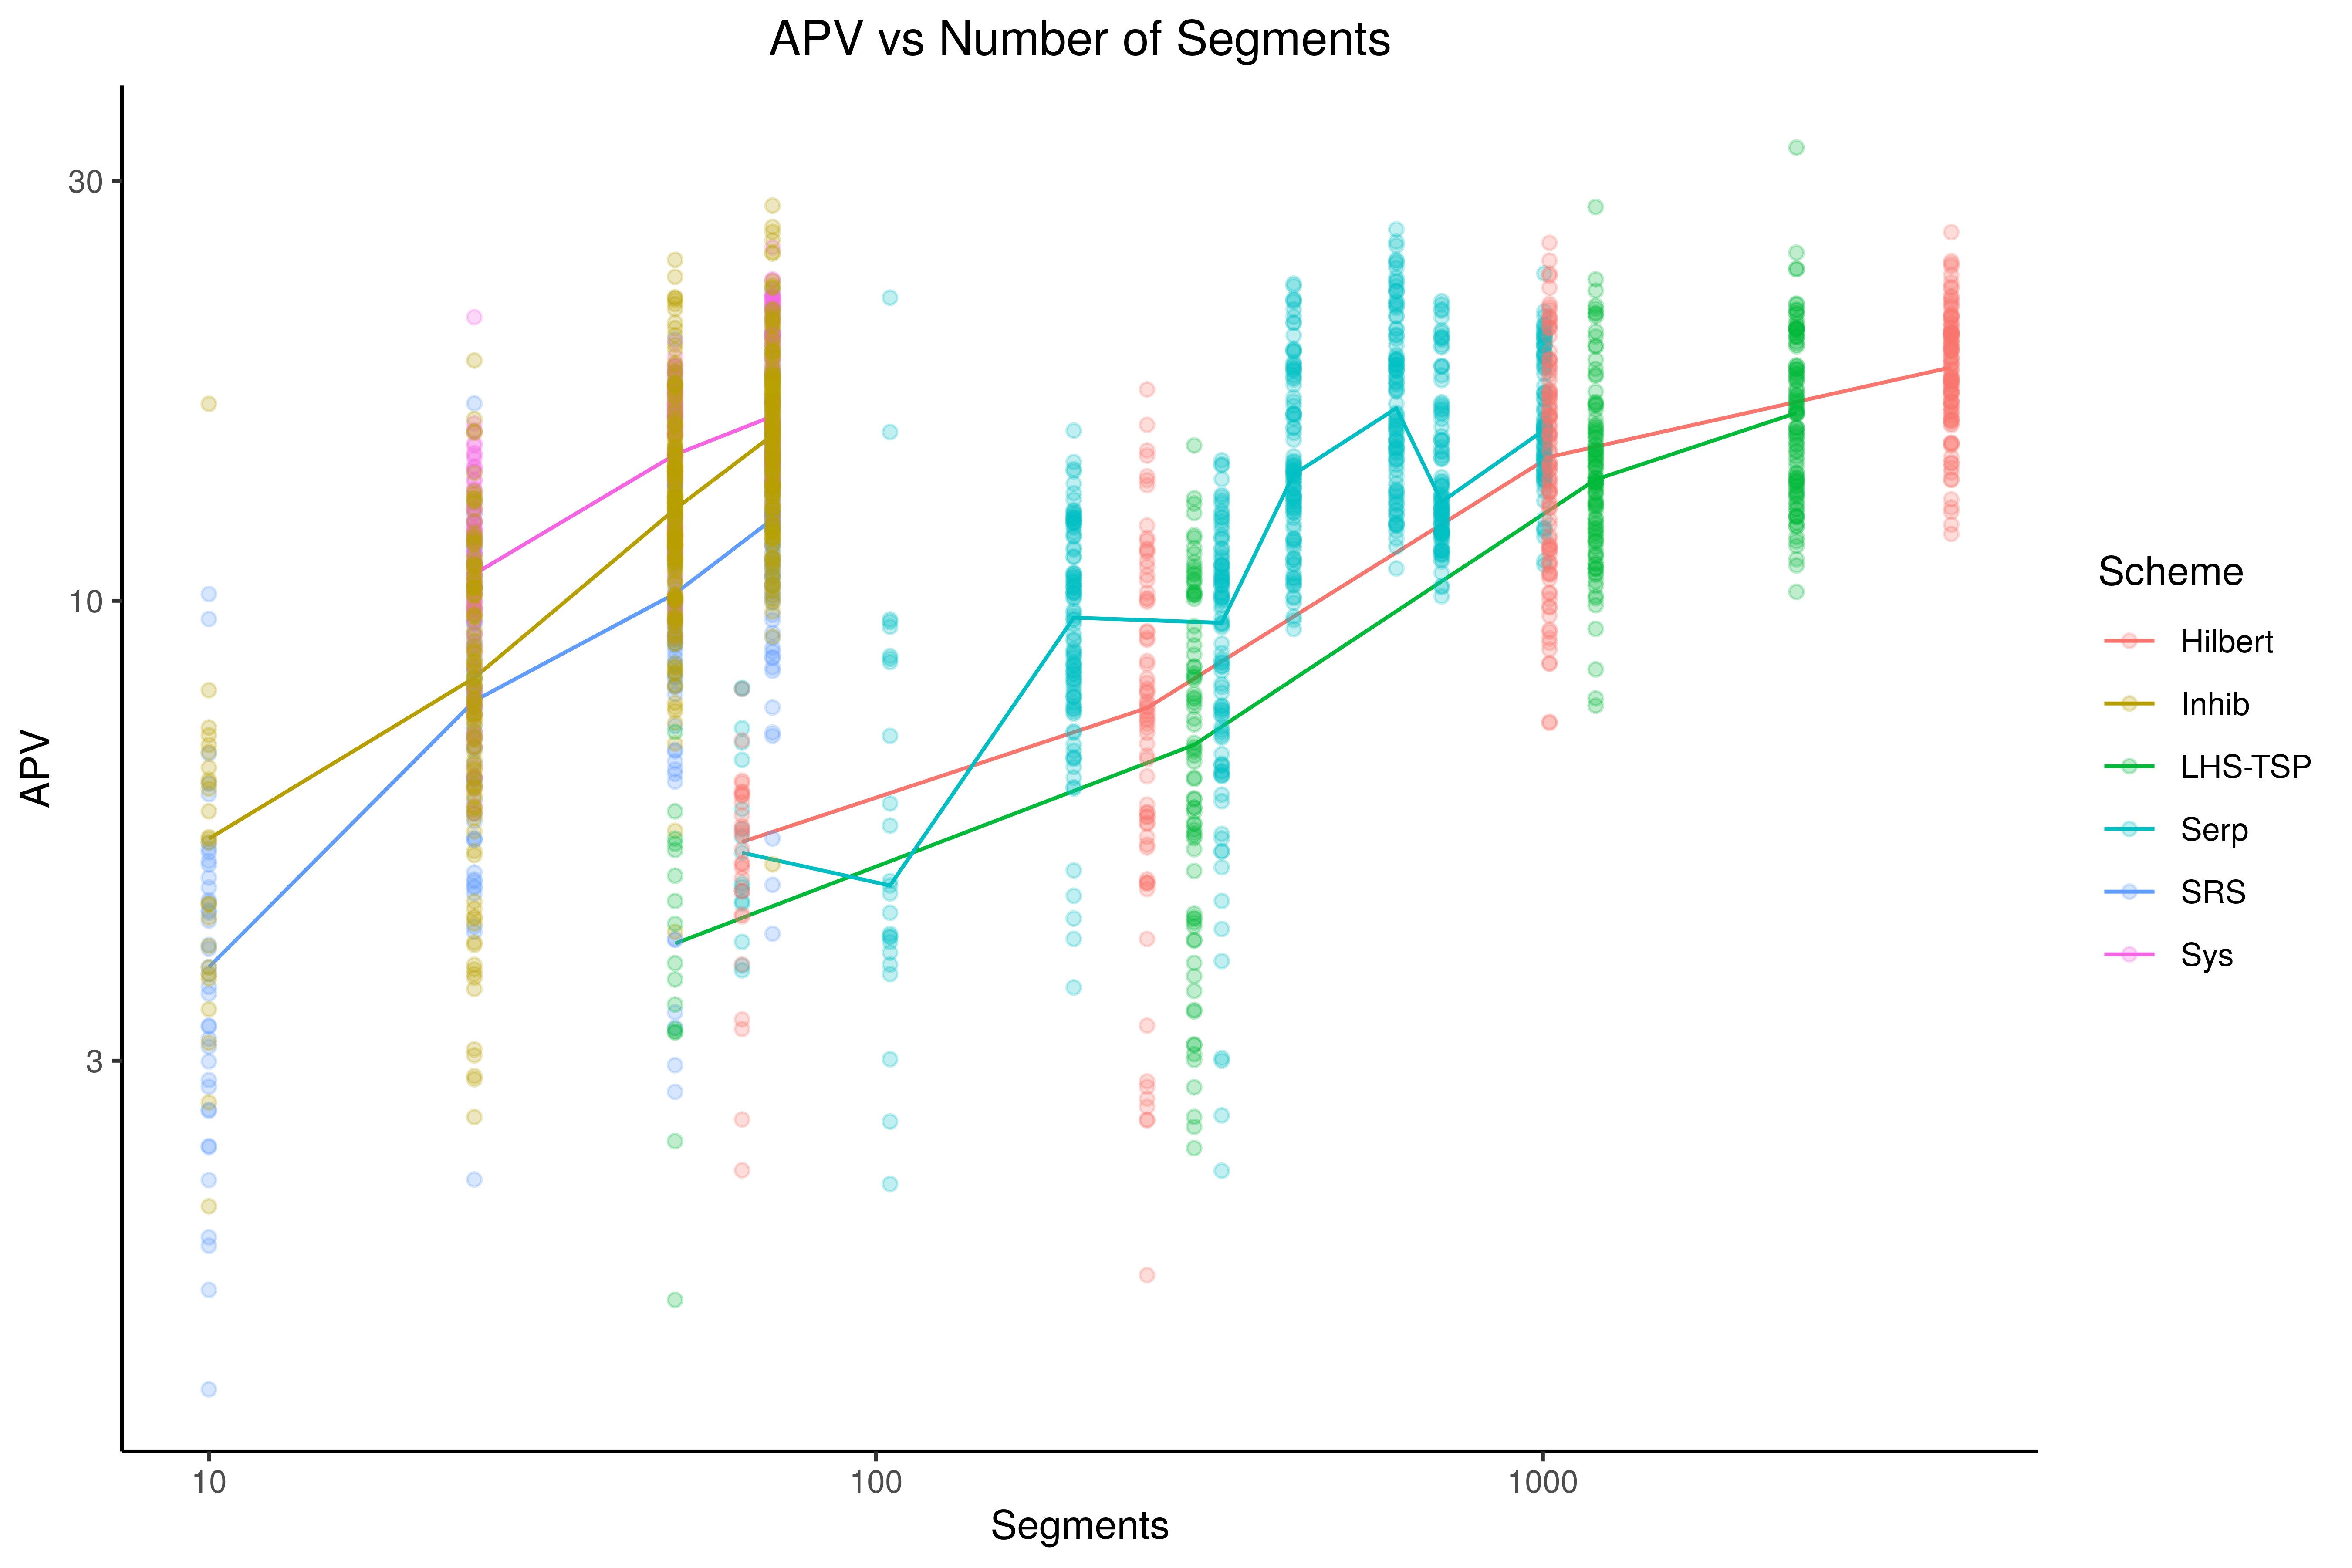 APV vs Number of Segments
APV
30
10
3
10
100
1000
Segments
Scheme
Hilbert
Inhib
LHS-TSP
Serp
SRS
Sys